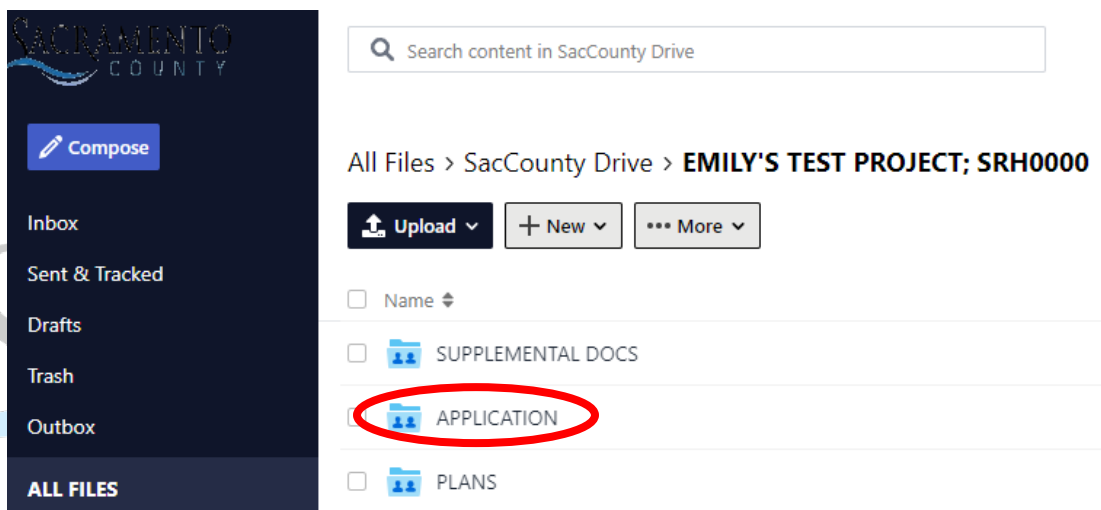 SACRAMENTO
COUNTY
Search content in SacCounty Drive
Compose
All Files > SacCounty Drive > EMILY'S TEST PROJECT; SRH0000
Upload
New
••• More
Inbox
Sent & Tracked
Drafts
Trash
Outbox
ALL FILES
Name
SUPPLEMENTAL DOCS
APPLICATION
PLANS